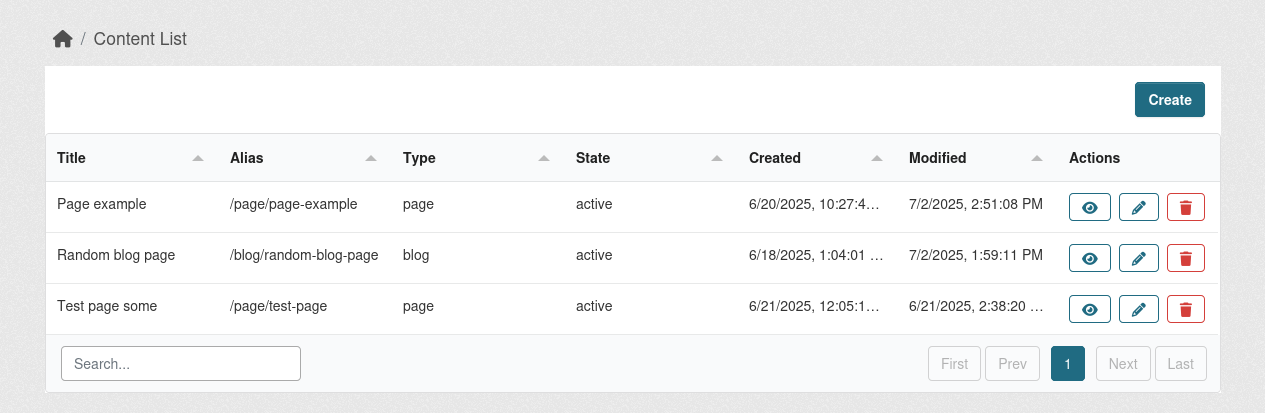 / Content List
Create
Title Alias Type State Created Modified Actions
Page example /page/page-example page active 6/20/2025, 10:27:4... 7/2/2025, 2:51:08 PM
Random blog page /blog/random-blog-page blog active 6/18/2025, 1:04:01 ... 7/2/2025, 1:59:11 PM
Test page some /page/test-page page active 6/21/2025, 12:05:1... 6/21/2025, 2:38:20 ...
Search... First Prev 1 Next Last